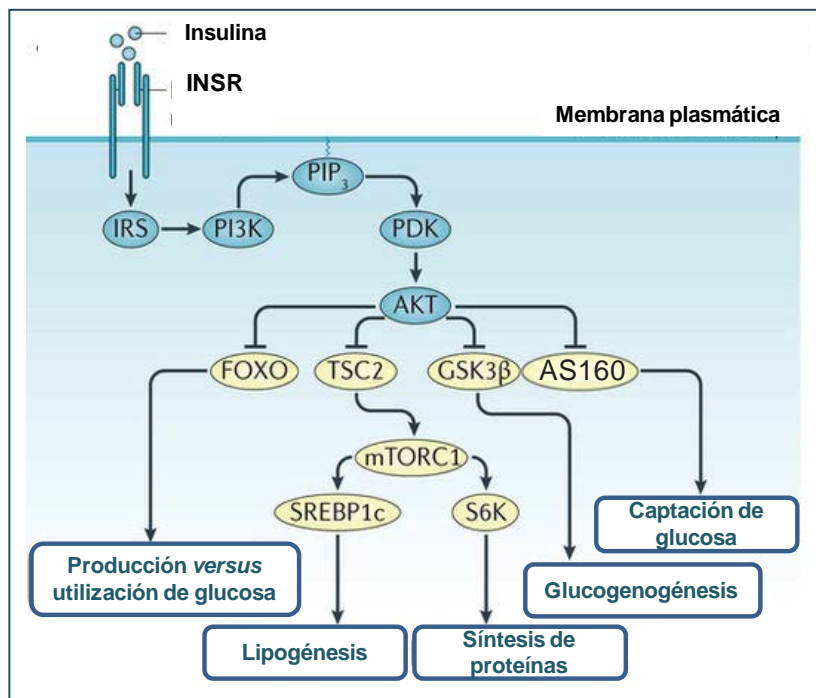 Insulina
INSR
Membrana plasmática
PIP3
IRS
PI3K
PDK
AKT
FOXO
TSC2
GSK3β
AS160
mTORC1
SREBP1c
S6K
Captación de
glucosa
Producción versus
utilización de glucosa
Glucogenogénesis
Lipogénesis
Síntesis de
proteínas